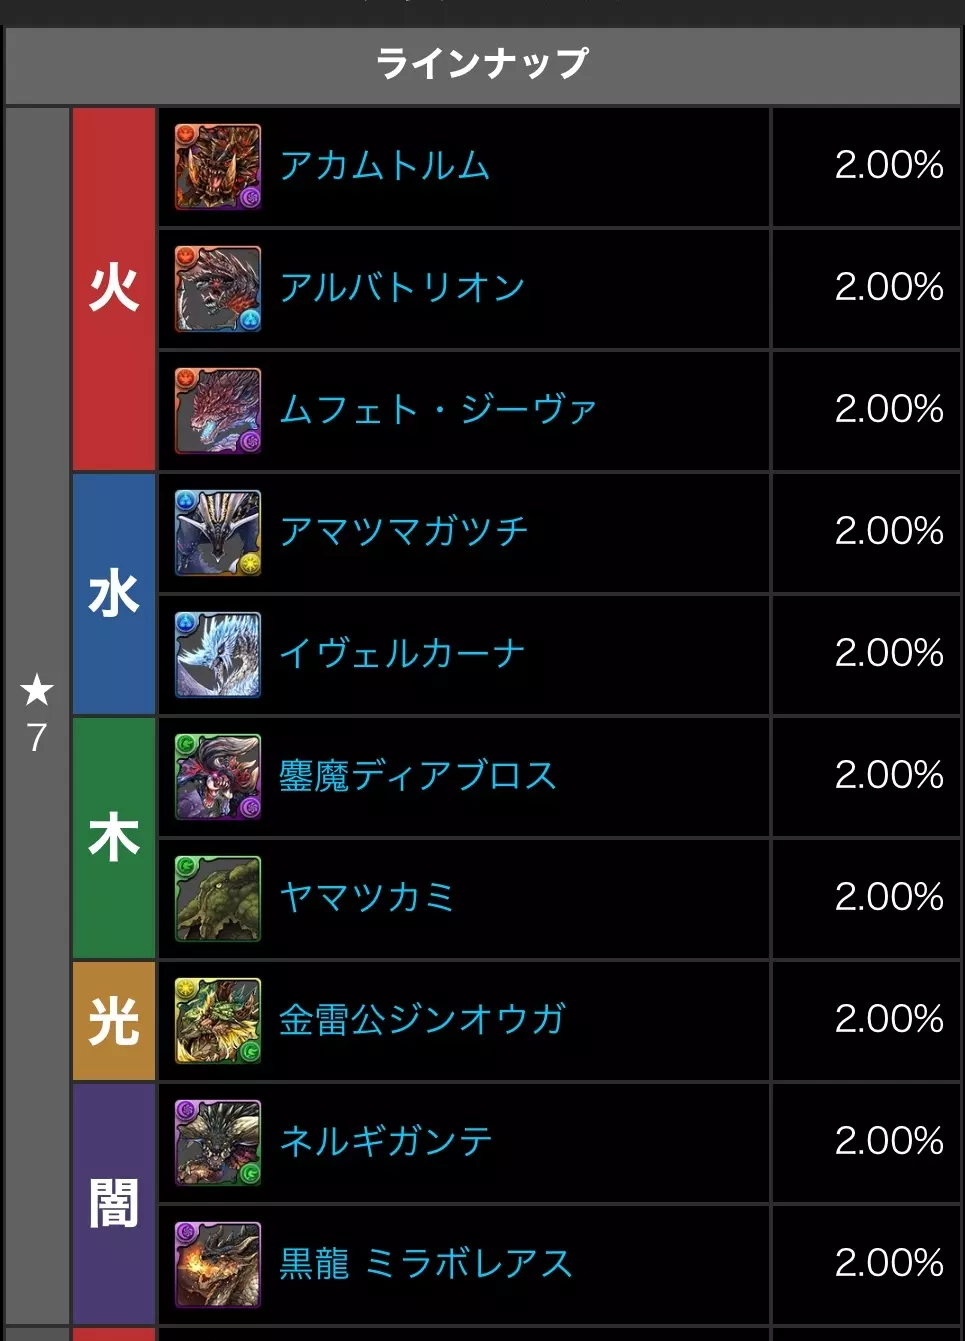 ラインナップ
★
7
火
アカムトルム 2.00%
アルバトリオン 2.00%
ムフェト・ジーヴァ 2.00%
水
アマツマガツチ 2.00%
イヴェルカーナ 2.00%
木
鏖魔ディアブロス 2.00%
ヤマツカミ 2.00%
光
金雷公ジンオウガ 2.00%
闇
ネルギガンテ 2.00%
黒龍 ミラボレアス 2.00%